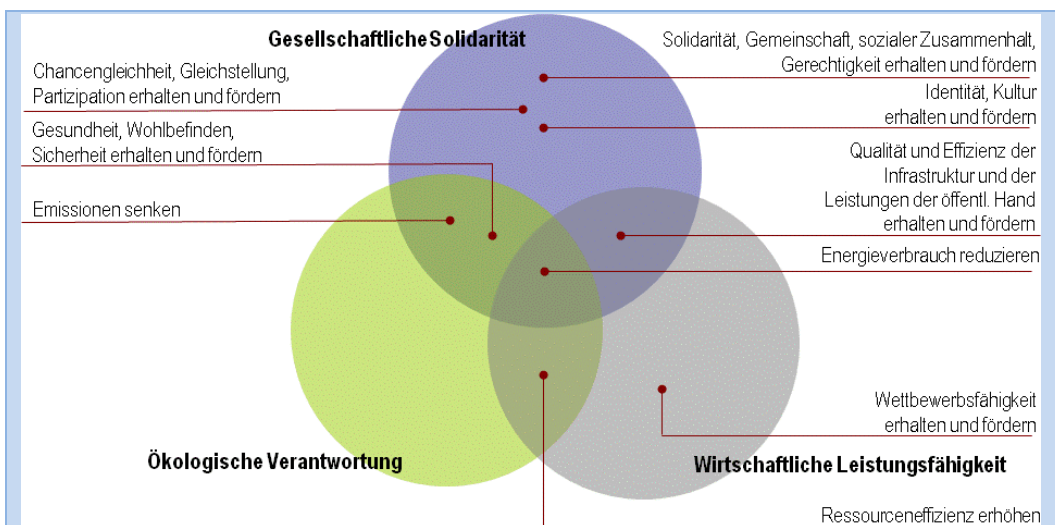 Gesellschaftliche Solidarität
Chancengleichheit, Gleichstellung,
Partizipation erhalten und fördern
Gesundheit, Wohlbefinden,
Sicherheit erhalten und fördern
Emissionen senken
Solidarität, Gemeinschaft, sozialer Zusammenhalt,
Gerechtigkeit erhalten und fördern
Identität, Kultur
erhalten und fördern
Qualität und Effizienz der
Infrastruktur und der
Leistungen der öffentl. Hand
erhalten und fördern
Energieverbrauch reduzieren
Wettbewerbsfähigkeit
erhalten und fördern
Ökologische Verantwortung
Wirtschaftliche Leistungsfähigkeit
Ressourceneffizienz erhöhen